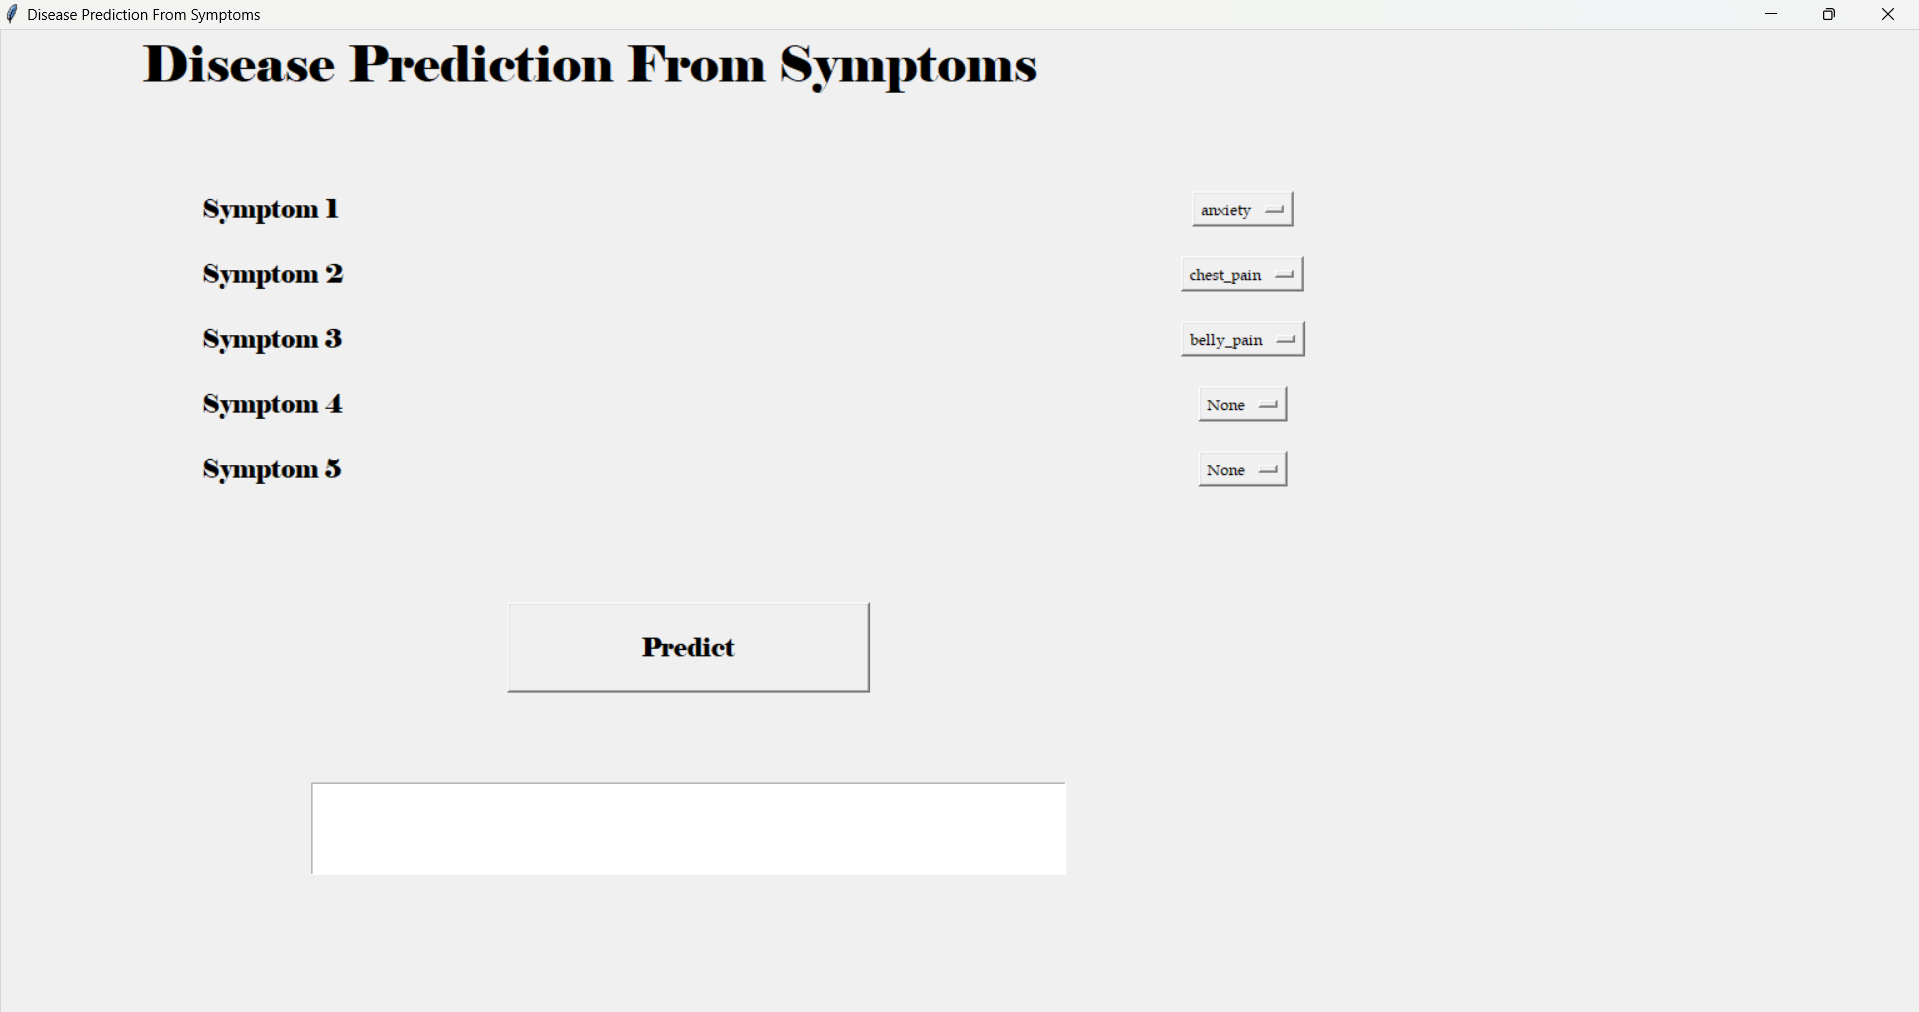 Disease Prediction From Symptoms
Disease Prediction From Symptoms
Symptom 1 anxiety
Symptom 2 chest_pain
Symptom 3 belly_pain
Symptom 4 None
Symptom 5 None
Predict